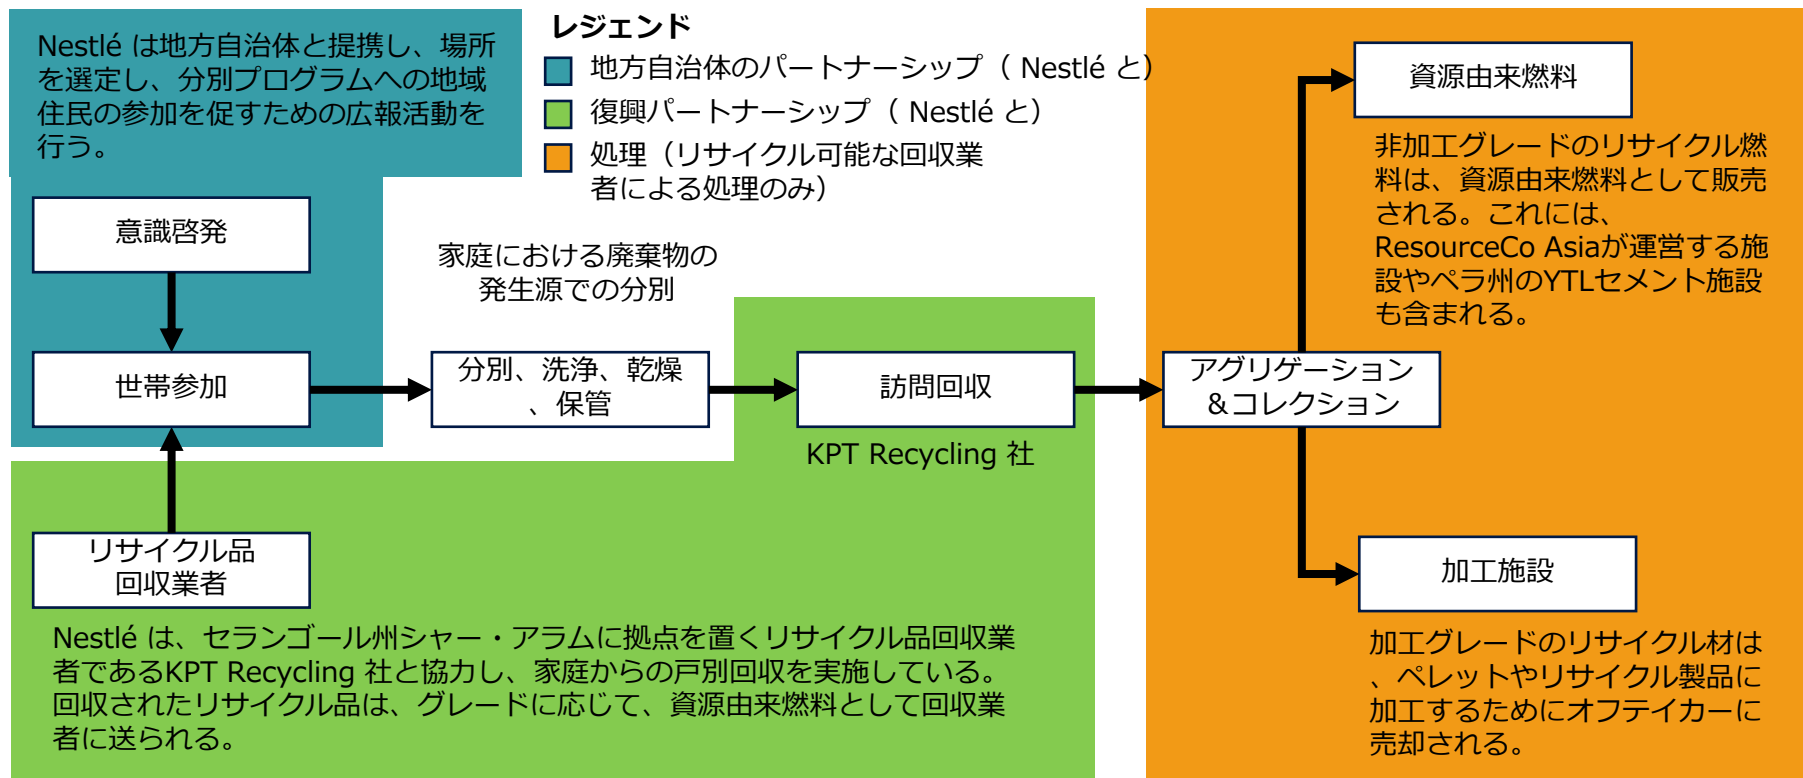 Nestlé は地方自治体と提携し、場所
を選定し、分別プログラムへの地域
住民の参加を促すための広報活動を
行う。
レジェンド
地方自治体のパートナーシップ（ Nestlé と）
復興パートナーシップ（ Nestlé と）
処理（リサイクル可能な回収業
者による処理のみ）
意識啓発
世帯参加
リサイクル品
回収業者
家庭における廃棄物の
発生源での分別
分別、洗浄、乾燥
、保管
訪問回収
KPT Recycling 社
Nestlé は、セランゴール州シャー・アラムに拠点を置くリサイクル品回収業
者であるKPT Recycling 社と協力し、家庭からの戸別回収を実施している。
回収されたリサイクル品は、グレードに応じて、資源由来燃料として回収業
者に送られる。
アグリゲーション
＆コレクション
資源由来燃料
非加工グレードのリサイクル燃
料は、資源由来燃料として販売
される。これには、
ResourceCo Asiaが運営する施
設やペラ州のYTLセメント施設
も含まれる。
加工施設
加工グレードのリサイクル材は
、ペレットやリサイクル製品に
加工するためにオフテイカーに
売却される。